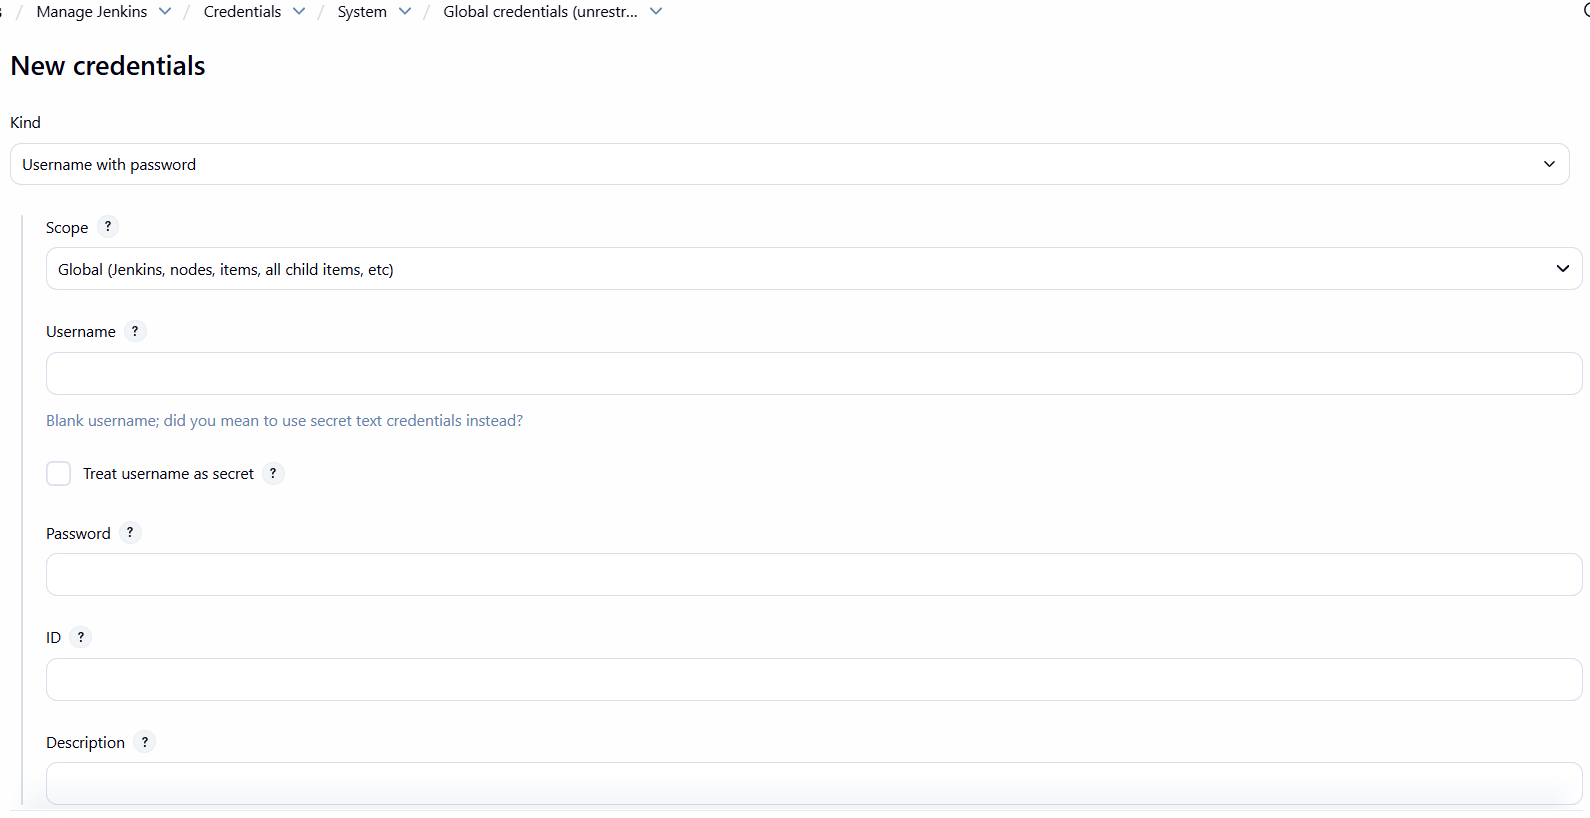 / Manage Jenkins / Credentials / System / Global credentials (unrestr...
New credentials
Kind
Username with password
Scope ?
Global (Jenkins, nodes, items, all child items, etc)
Username ?
Blank username; did you mean to use secret text credentials instead?
Treat username as secret ?
Password ?
ID ?
Description ?